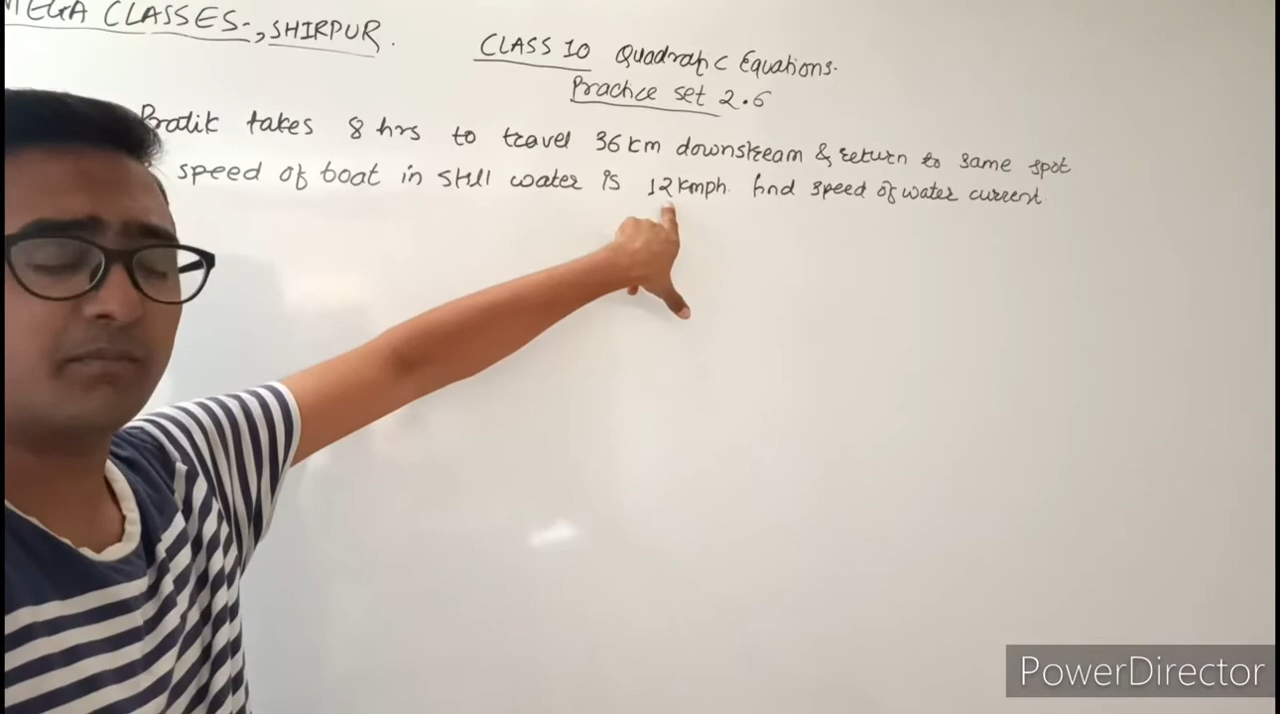 MEGA CLASSES-, SHIRPUR.
CLASS 10 Quadratic Equations.
Practice set 2.6
Pratik takes 8 hrs to travel 36 km downstream & return to same spot
speed of boat in still water is 12 kmph. find speed of water current.
PowerDirector